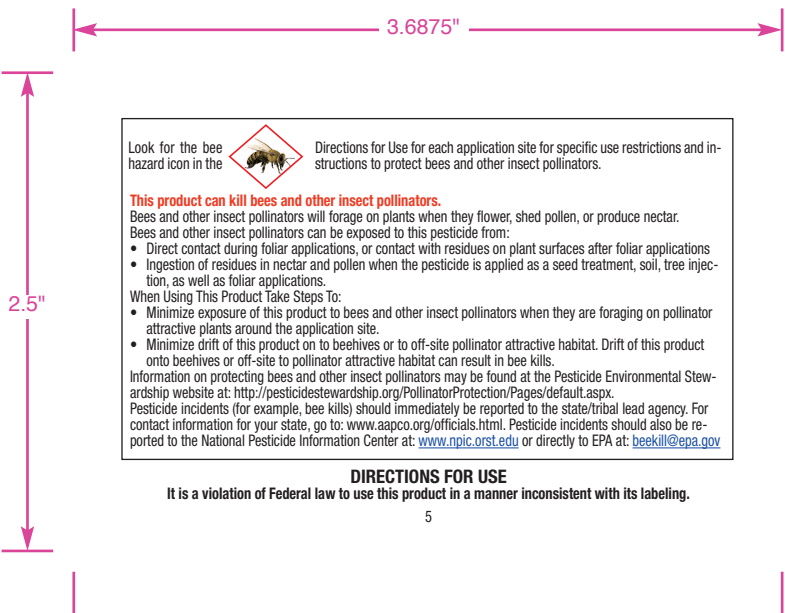 3.6875"
2.5"
Look for the bee
hazard icon in the
Directions for Use for each application site for specific use restrictions and in-
structions to protect bees and other insect pollinators.
This product can kill bees and other insect pollinators.
Bees and other insect pollinators will forage on plants when they flower, shed pollen, or produce nectar.
Bees and other insect pollinators can be exposed to this pesticide from:
• Direct contact during foliar applications, or contact with residues on plant surfaces after foliar applications
• Ingestion of residues in nectar and pollen when the pesticide is applied as a seed treatment, soil, tree injec-
tion, as well as foliar applications.
When Using This Product Take Steps To:
• Minimize exposure of this product to bees and other insect pollinators when they are foraging on pollinator
attractive plants around the application site.
• Minimize drift of this product on to beehives or to off-site pollinator attractive habitat. Drift of this product
onto beehives or off-site to pollinator attractive habitat can result in bee kills.
Information on protecting bees and other insect pollinators may be found at the Pesticide Environmental Stew-
ardship website at: http://pesticidestewardship.org/PollinatorProtection/Pages/default.aspx.
Pesticide incidents (for example, bee kills) should immediately be reported to the state/tribal lead agency. For
contact information for your state, go to: www.aapco.org/officials.html. Pesticide incidents should also be re-
ported to the National Pesticide Information Center at: www.npic.orst.edu or directly to EPA at: beekill@epa.gov
DIRECTIONS FOR USE
It is a violation of Federal law to use this product in a manner inconsistent with its labeling.
5